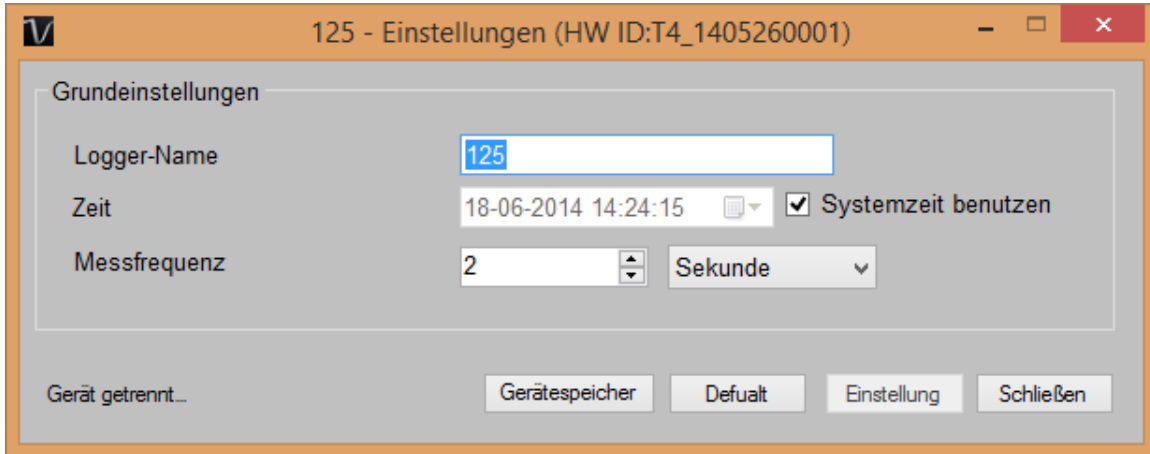 125 - Einstellungen (HW ID:T4_1405260001)
Grundeinstellungen
Logger-Name 125
Zeit 18-06-2014 14:24:15 Systemzeit benutzen
Messfrequenz 2 Sekunde
Gerät getrennt... Gerätespeicher Defualt Einstellung Schließen